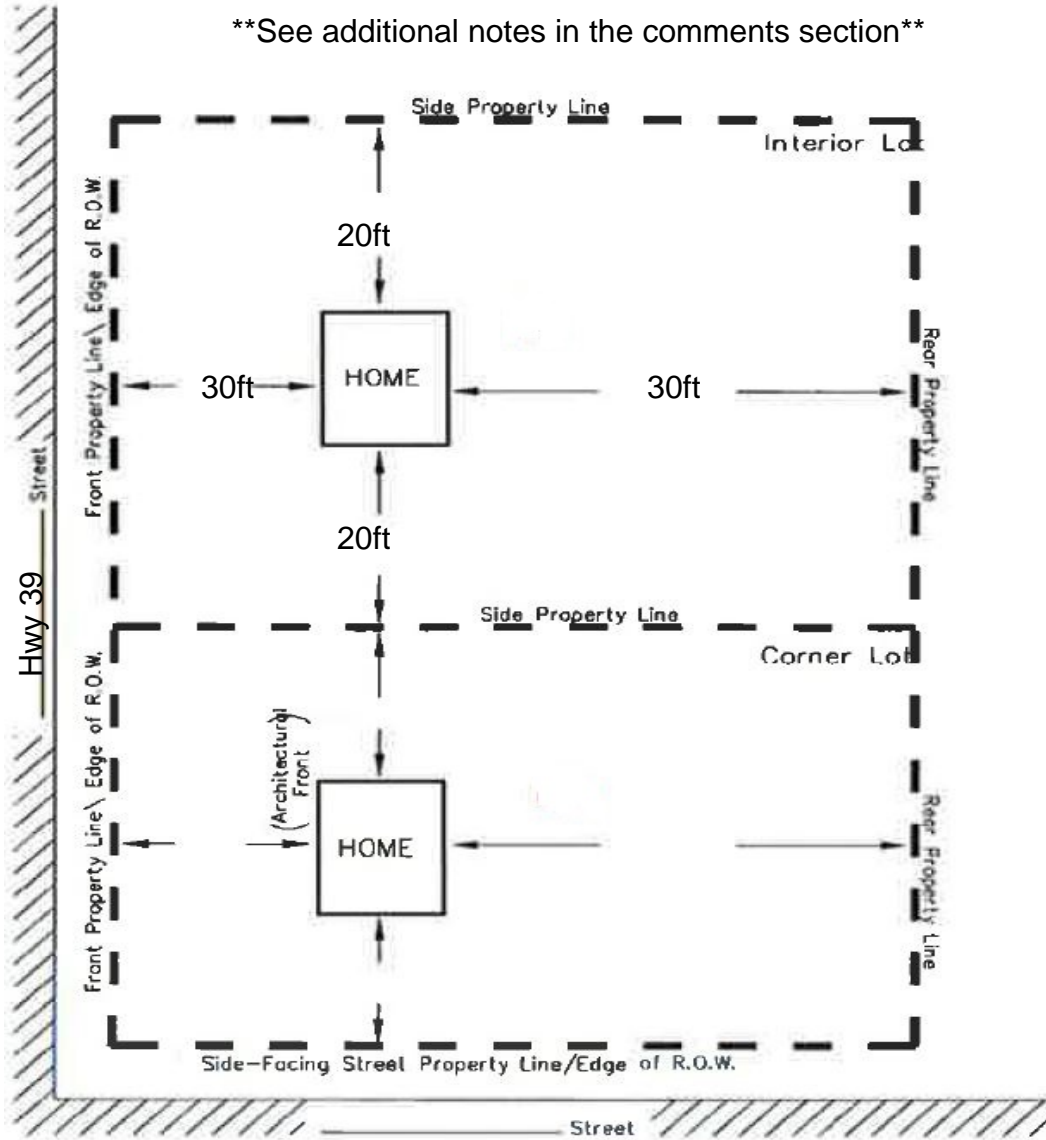 **See additional notes in the comments section**
Side Property Line
Interior Lot
Front Property Line\ Edge of R.O.W.
20ft
30ft
HOME
30ft
Rear Property Line
20ft
Hwy 39 Street
Side Property Line
Corner Lot
Front Property Line\ Edge of R.O.W.
(Architectural
Front)
HOME
Rear Property Line
Side-Facing Street Property Line/Edge of R.O.W.
Street